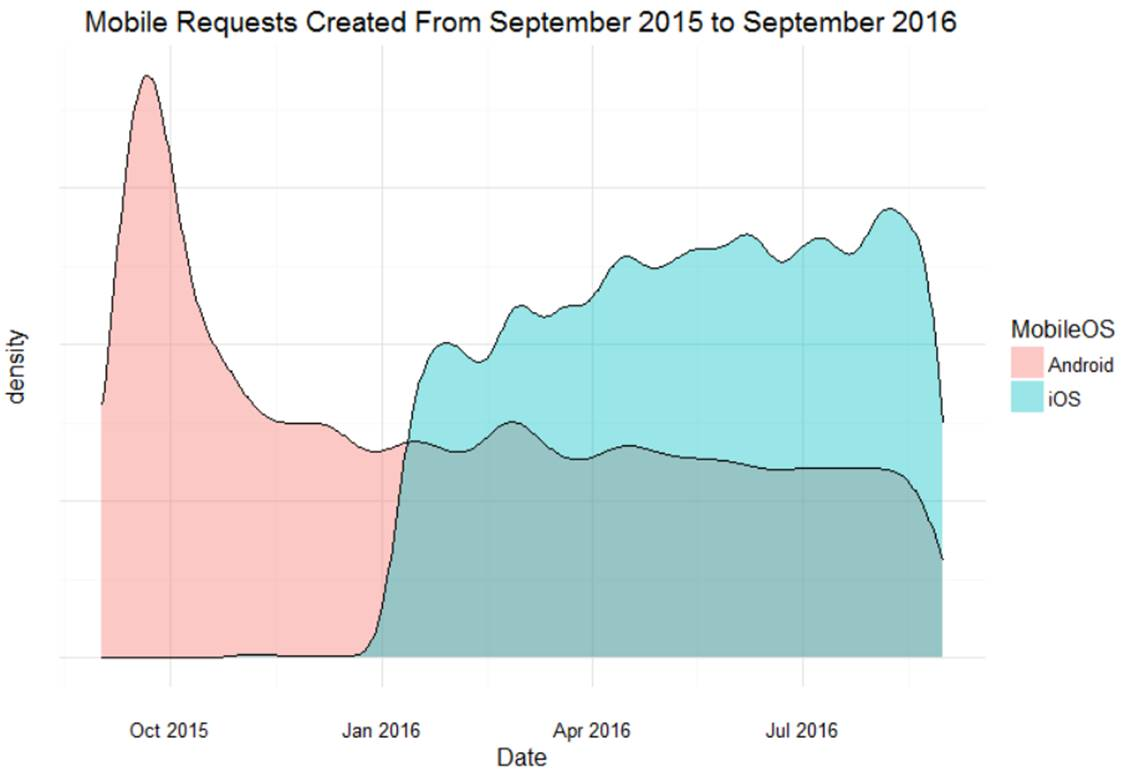 Mobile Requests Created From September 2015 to September 2016
density
MobileOS
Android
iOS
Oct 2015
Jan 2016
Apr 2016
Jul 2016
Date